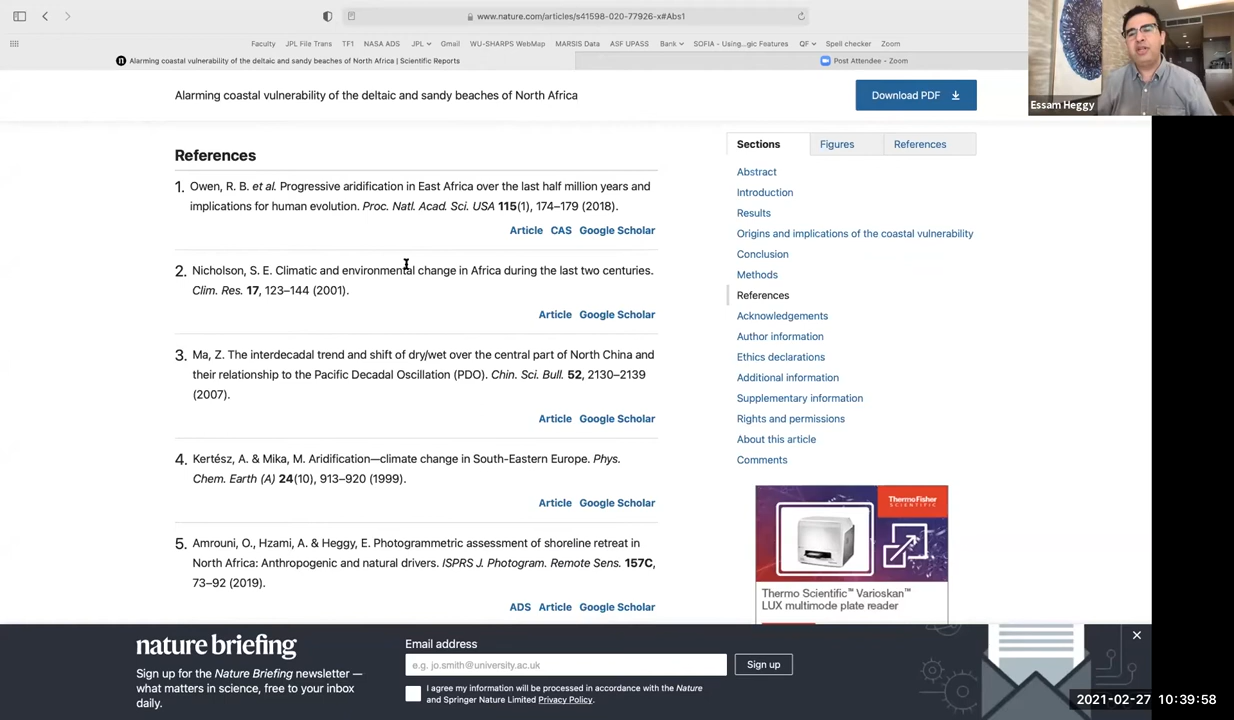 www.nature.com/articles/s41598-020-77926-x#Abs1
Faculty JPL File Trans TF1 NASA ADS JPL Gmail WU-SHARPS WebMap MARSIS Data ASF UPASS Bank SOFIA - Using...gic Features QF Spell checker Zoom
Alarming coastal vulnerability of the deltaic and sandy beaches of North Africa | Scientific Reports
Post Attendee - Zoom
Essam Heggy
Alarming coastal vulnerability of the deltaic and sandy beaches of North Africa
Download PDF
References
1. Owen, R. B. et al. Progressive aridification in East Africa over the last half million years and
implications for human evolution. Proc. Natl. Acad. Sci. USA 115(1), 174–179 (2018).
Article CAS Google Scholar
2. Nicholson, S. E. Climatic and environmental change in Africa during the last two centuries.
Clim. Res. 17, 123–144 (2001).
Article Google Scholar
3. Ma, Z. The interdecadal trend and shift of dry/wet over the central part of North China and
their relationship to the Pacific Decadal Oscillation (PDO). Chin. Sci. Bull. 52, 2130–2139
(2007).
Article Google Scholar
4. Kertész, A. & Mika, M. Aridification—climate change in South-Eastern Europe. Phys.
Chem. Earth (A) 24(10), 913–920 (1999).
Article Google Scholar
5. Amrouni, O., Hzami, A. & Heggy, E. Photogrammetric assessment of shoreline retreat in
North Africa: Anthropogenic and natural drivers. ISPRS J. Photogram. Remote Sens. 157C,
73–92 (2019).
ADS Article Google Scholar
Sections Figures References
Abstract
Introduction
Results
Origins and implications of the coastal vulnerability
Conclusion
Methods
References
Acknowledgements
Author information
Ethics declarations
Additional information
Supplementary information
Rights and permissions
About this article
Comments
ThermoFisher
SCIENTIFIC
Thermo Scientific™ Varioskan™
LUX multimode plate reader
nature briefing
Sign up for the Nature Briefing newsletter —
what matters in science, free to your inbox
daily.
Email address
e.g. jo.smith@university.ac.uk
Sign up
I agree my information will be processed in accordance with the Nature
and Springer Nature Limited Privacy Policy.
2021-02-27 10:39:58